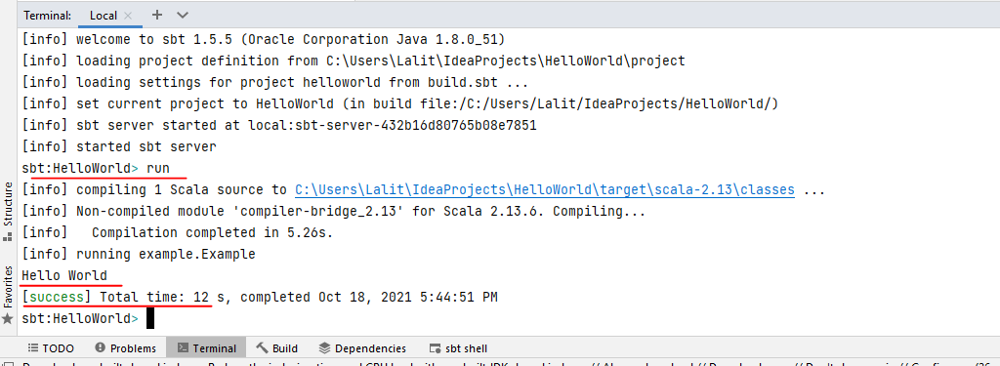 Terminal: Local × +
[info] welcome to sbt 1.5.5 (Oracle Corporation Java 1.8.0_51)
[info] loading project definition from C:\Users\Lalit\IdeaProjects\HelloWorld\project
[info] loading settings for project helloworld from build.sbt ...
[info] set current project to HelloWorld (in build file:/C:/Users/Lalit/IdeaProjects/HelloWorld/)
[info] sbt server started at local:sbt-server-432b16d80765b08e7851
[info] started sbt server
sbt:HelloWorld> run
[info] compiling 1 Scala source to C:\Users\Lalit\IdeaProjects\HelloWorld\target\scala-2.13\classes ...
[info] Non-compiled module 'compiler-bridge_2.13' for Scala 2.13.6. Compiling...
[info]   Compilation completed in 5.26s.
[info] running example.Example
Hello World
[success] Total time: 12 s, completed Oct 18, 2021 5:44:51 PM
sbt:HelloWorld>
Structure
Favorites
TODO Problems Terminal Build Dependencies sbt shell